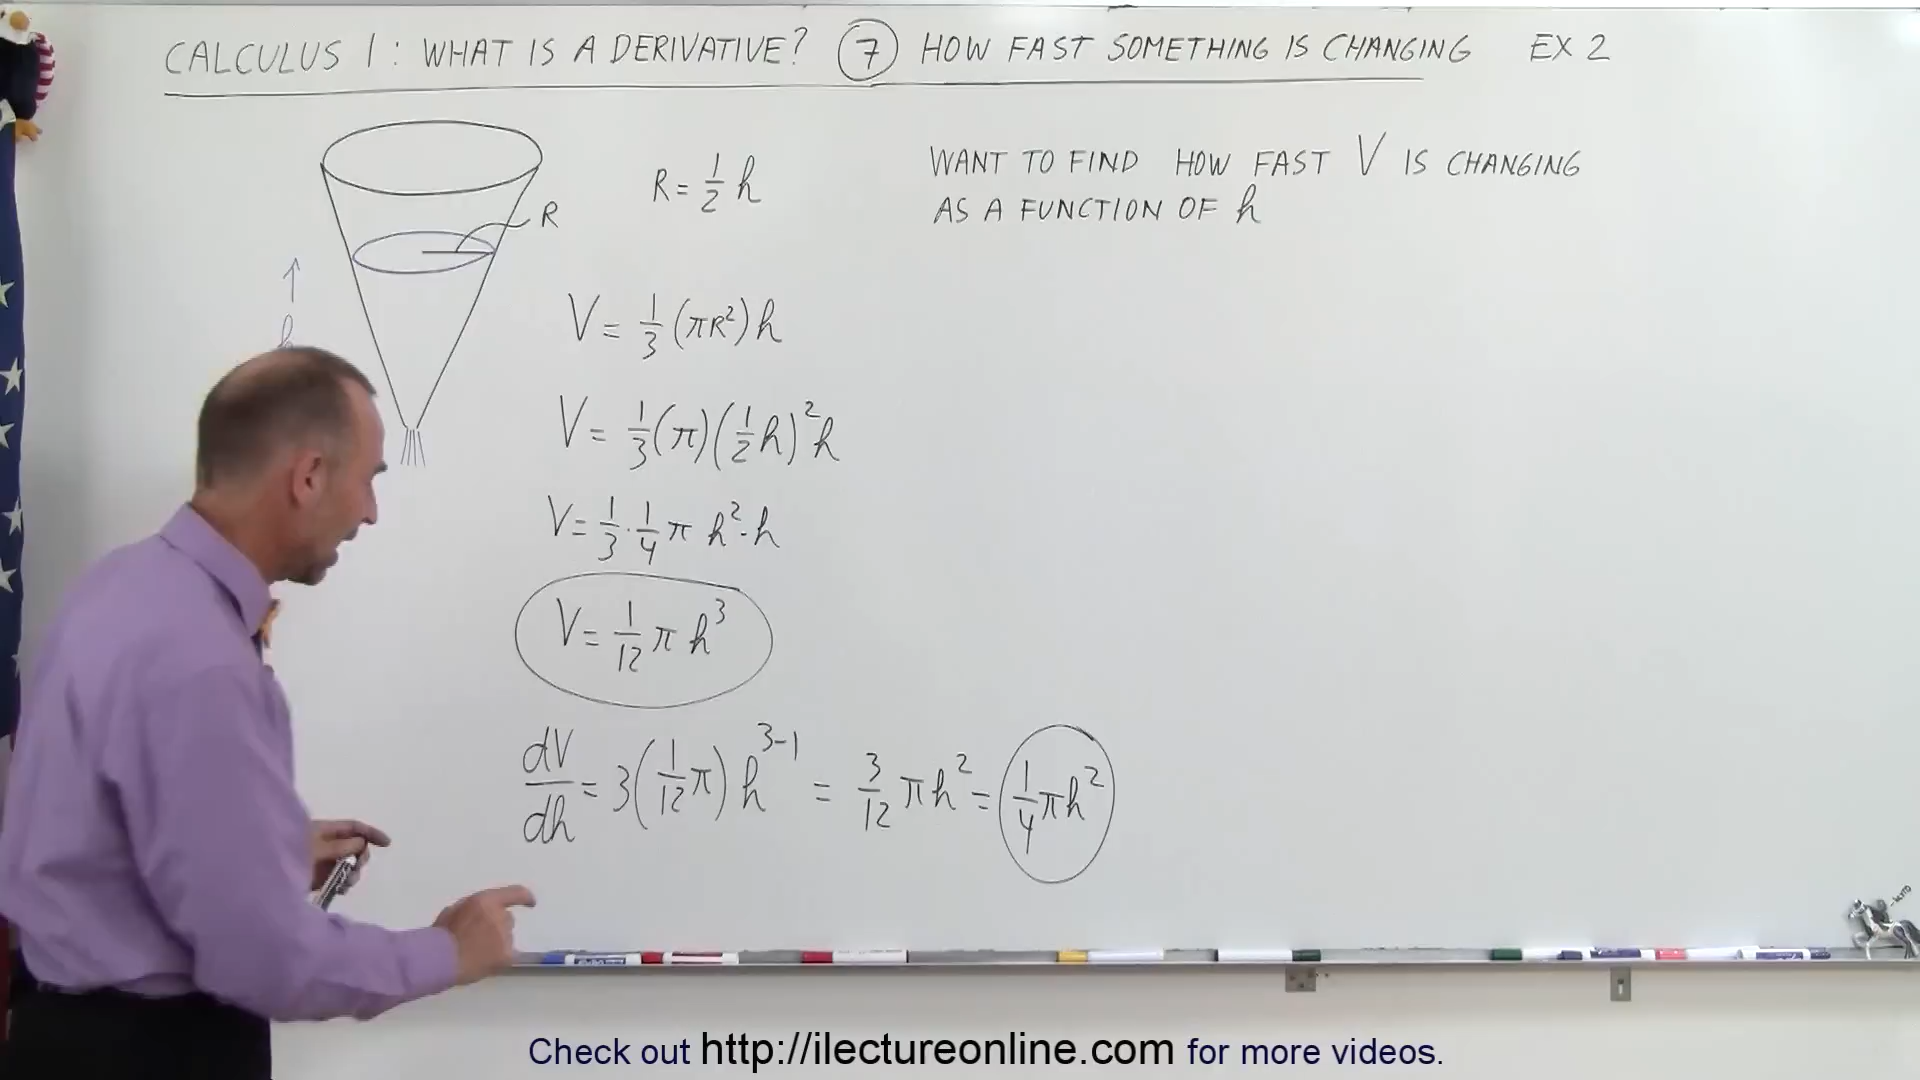 CALCULUS 1: WHAT IS A DERIVATIVE? 7 HOW FAST SOMETHING IS CHANGING EX 2
R = 1/2 h
WANT TO FIND HOW FAST V IS CHANGING
AS A FUNCTION OF h
R
h
V = 1/3 (πR²) h
V = 1/3 (π) (1/2 h)² h
V = 1/3 · 1/4 π h² · h
V = 1/12 π h³
dV/dh = 3 (1/12 π) h³⁻¹ = 3/12 π h² = 1/4 π h²
Check out http://ilectureonline.com for more videos.